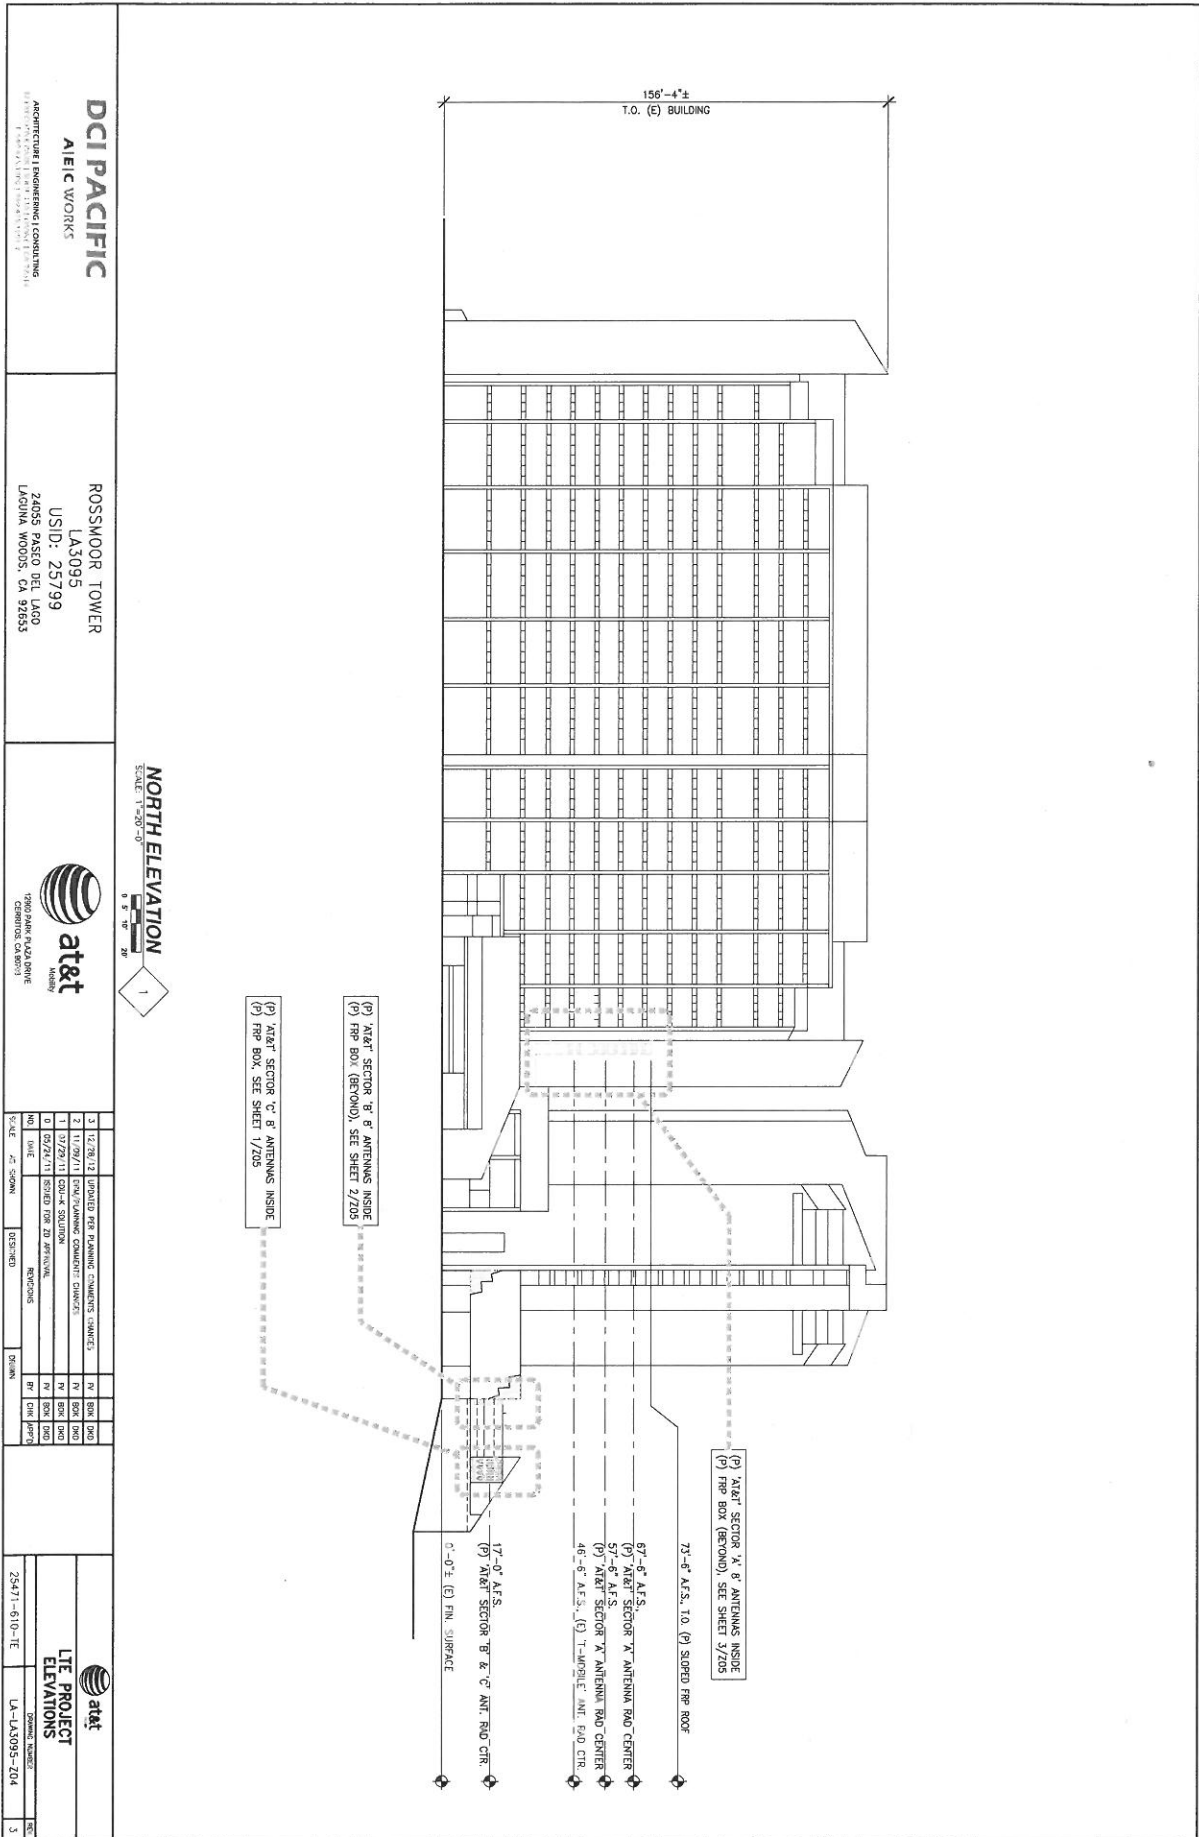 156'-4"±
T.O. (E) BUILDING
(P) 'AT&T' SECTOR 'A' 8' ANTENNAS INSIDE
(P) FRP BOX (BEYOND), SEE SHEET 3/Z05
73'-6" A.F.S., T.O. (P) SLOPED FRP ROOF
67'-6" A.F.S.,
(P) 'AT&T' SECTOR 'A' ANTENNA RAD CENTER
57'-6" A.F.S.
(P) 'AT&T' SECTOR 'A' ANTENNA RAD CENTER
46'-6" A.F.S., (E) 'T-MOBILE' ANT. RAD CTR.
17'-0" A.F.S.
(P) 'AT&T' SECTOR 'B' & 'C' ANT. RAD CTR.
0'-0"± (E) FIN. SURFACE
(P) 'AT&T' SECTOR 'B' 8' ANTENNAS INSIDE
(P) FRP BOX (BEYOND), SEE SHEET 2/Z05
(P) 'AT&T' SECTOR 'C' 8' ANTENNAS INSIDE
(P) FRP BOX, SEE SHEET 1/Z05
NORTH ELEVATION
SCALE: 1"=20'-0"
0 5' 10' 20'
1
DCI PACIFIC
A|E|C WORKS
ARCHITECTURE | ENGINEERING | CONSULTING
ROSSMOOR TOWER
LA3095
USID: 25799
24055 PASEO DEL LAGO
LAGUNA WOODS, CA 92653
at&t
Mobility
12900 PARK PLAZA DRIVE
CERRITOS, CA 90703
3 12/28/12 UPDATED PER PLANNING COMMENTS CHANGES PV BOK DKD
2 11/09/11 PLANNING COMMENTS CHANGES PV BOK DKD
1 07/29/11 CDU-K SOLUTION PV BOK DKD
0 05/24/11 ISSUED FOR ZD APPROVAL PV BOK DKD
NO. DATE REVISIONS BY CHK APP'D
SCALE AS SHOWN DESIGNED DRAWN
at&t
LTE PROJECT
ELEVATIONS
DRAWING NUMBER REV
25471-610-TE LA-LA3095-Z04 3